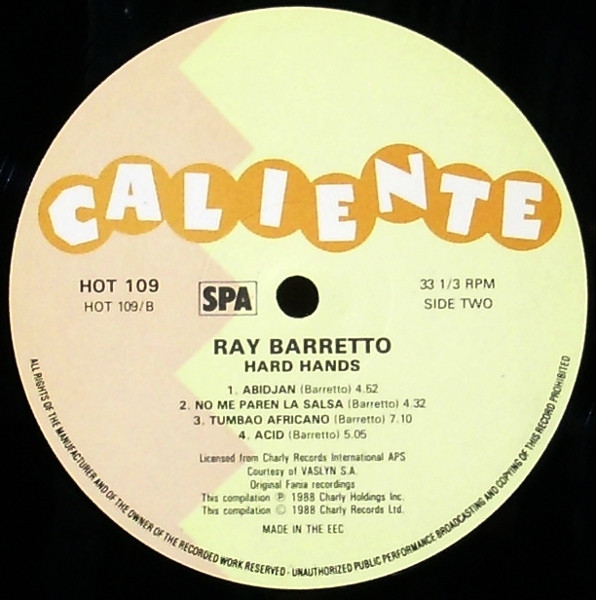 CALIENTE
HOT 109
HOT 109/B
SPA
33 1/3 RPM
SIDE TWO
RAY BARRETTO
HARD HANDS
1. ABIDJAN (Barretto) 4.52
2. NO ME PAREN LA SALSA (Barretto) 4.32
3. TUMBAO AFRICANO (Barretto) 7.10
4. ACID (Barretto) 5.05
Licensed from Charly Records International APS
Courtesy of VASLYN S.A.
Original Fania recordings
This compilation ℗ 1988 Charly Holdings Inc.
This compilation © 1988 Charly Records Ltd.
MADE IN THE EEC
ALL RIGHTS OF THE MANUFACTURER AND OF THE OWNER OF THE RECORDED WORK RESERVED - UNAUTHORIZED PUBLIC PERFORMANCE BROADCASTING AND COPYING OF THIS RECORD PROHIBITED